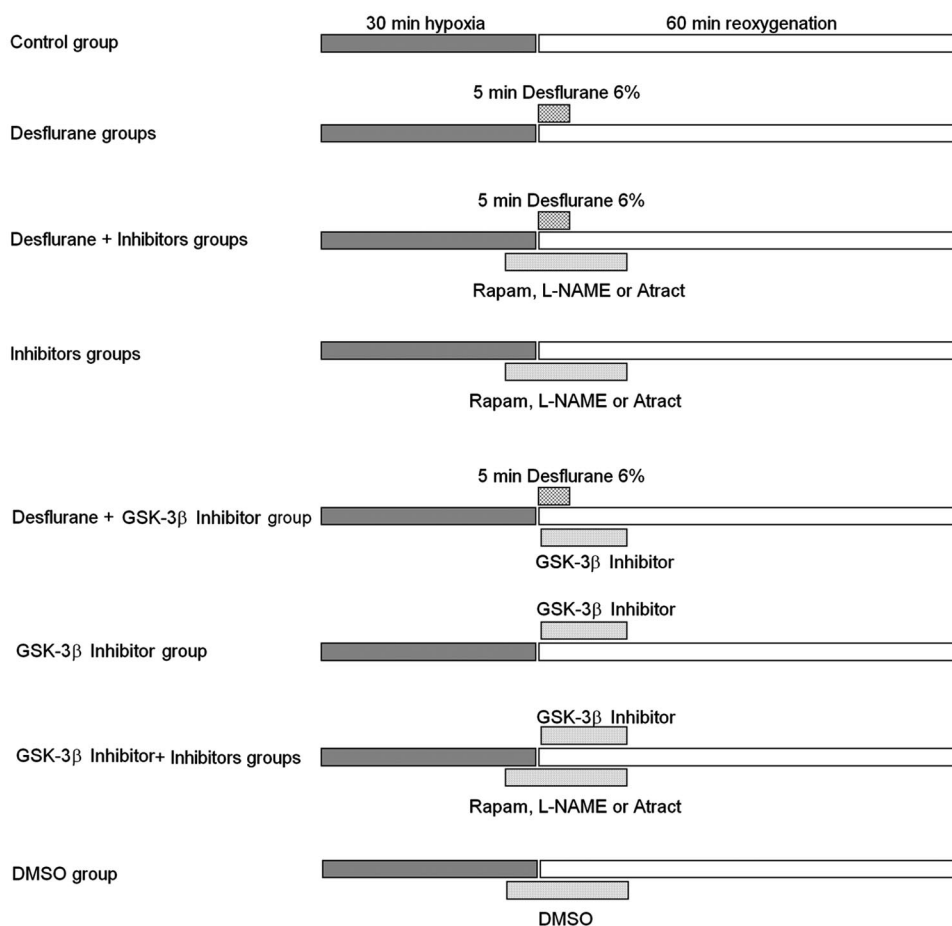 30 min hypoxia 60 min reoxygenation
Control group
5 min Desflurane 6%
Desflurane groups
5 min Desflurane 6%
Desflurane + Inhibitors groups
Rapam, L-NAME or Atract
Inhibitors groups
Rapam, L-NAME or Atract
5 min Desflurane 6%
Desflurane + GSK-3β Inhibitor group
GSK-3β Inhibitor
GSK-3β Inhibitor
GSK-3β Inhibitor group
GSK-3β Inhibitor
GSK-3β Inhibitor+ Inhibitors groups
Rapam, L-NAME or Atract
DMSO group
DMSO